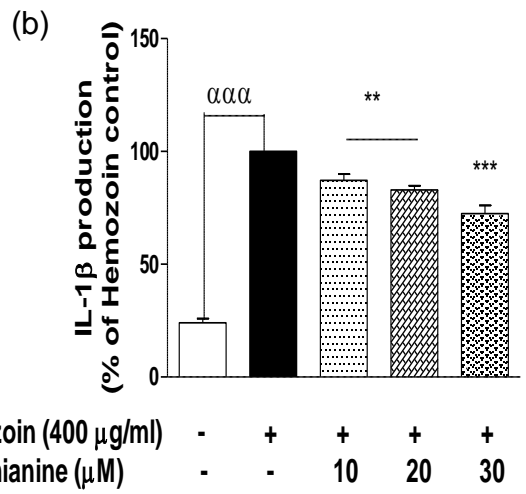 (b)
IL-1β production
(% of Hemozoin control)
150
100
50
0
ααα
**
***
zoin (400 μg/ml) - + + + +
nianine (μM) - - 10 20 30